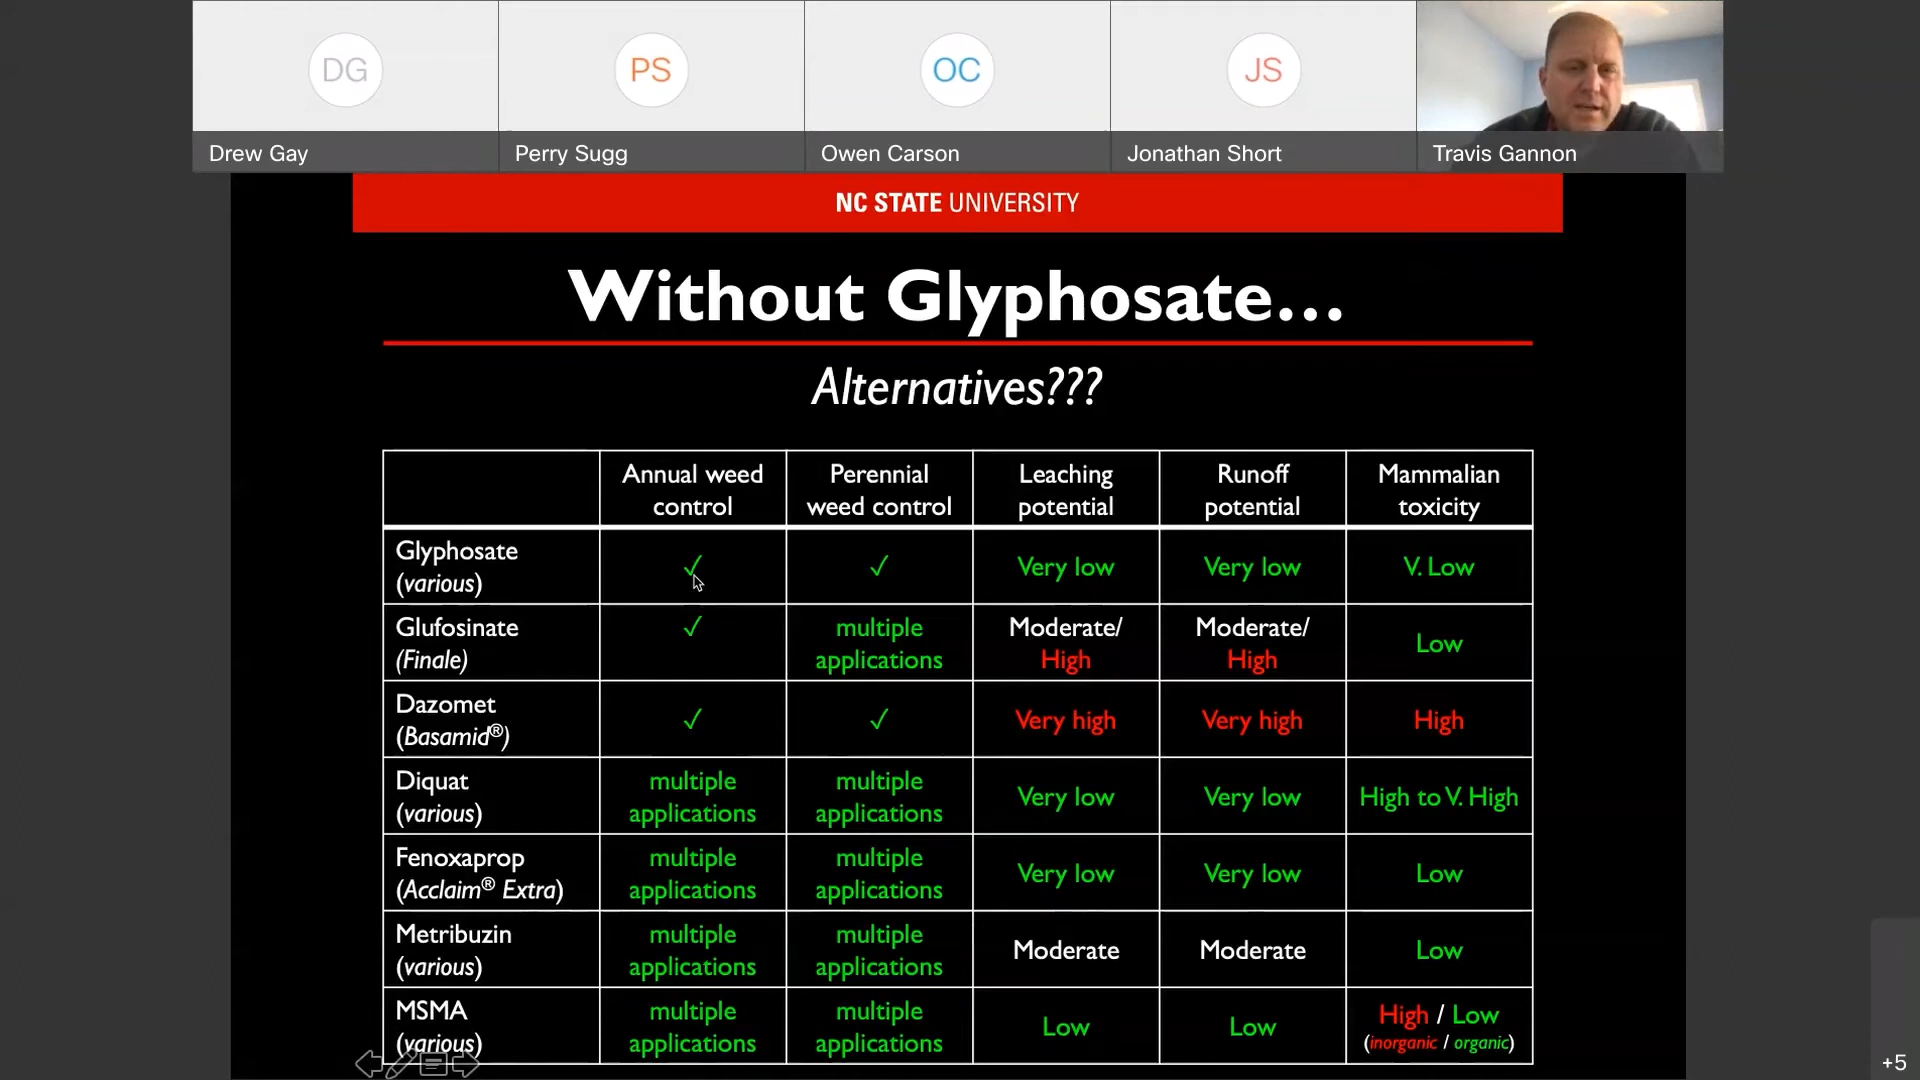 DG
PS
OC
JS
Drew Gay
Perry Sugg
Owen Carson
Jonathan Short
Travis Gannon
NC STATE UNIVERSITY
Without Glyphosate...
Alternatives???
Annual weed control
Perennial weed control
Leaching potential
Runoff potential
Mammalian toxicity
Glyphosate (various)
✓
✓
Very low
Very low
V. Low
Glufosinate (Finale)
✓
multiple applications
Moderate/ High
Moderate/ High
Low
Dazomet (Basamid®)
✓
✓
Very high
Very high
High
Diquat (various)
multiple applications
multiple applications
Very low
Very low
High to V. High
Fenoxaprop (Acclaim® Extra)
multiple applications
multiple applications
Very low
Very low
Low
Metribuzin (various)
multiple applications
multiple applications
Moderate
Moderate
Low
MSMA (various)
multiple applications
multiple applications
Low
Low
High / Low (inorganic / organic)
+5